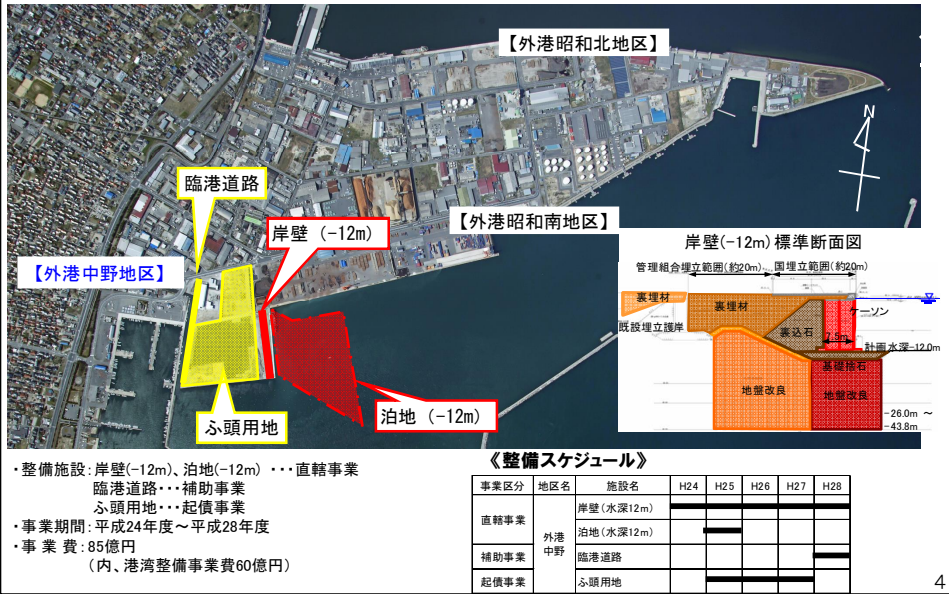 【外港昭和北地区】
N
臨港道路
岸壁（-12m）
【外港昭和南地区】
【外港中野地区】
ふ頭用地
泊地（-12m）
岸壁(-12m)標準断面図
管理組合埋立範囲(約20m)
国埋立範囲(約20m)
裏埋材
裏埋材
ケーソン
既設埋立護岸
裏込石
7.5m
計画水深-12.0m
基礎捨石
地盤改良
地盤改良
-26.0m ～
-43.8m
・整備施設：岸壁(-12m)、泊地(-12m) ・・・直轄事業
臨港道路・・・補助事業
ふ頭用地・・・起債事業
・事業期間：平成24年度～平成28年度
・事 業 費：85億円
（内、港湾整備事業費60億円）
《整備スケジュール》
事業区分 地区名 施設名 H24 H25 H26 H27 H28
直轄事業 外港中野 岸壁(水深12m)
泊地(水深12m)
補助事業 臨港道路
起債事業 ふ頭用地
4